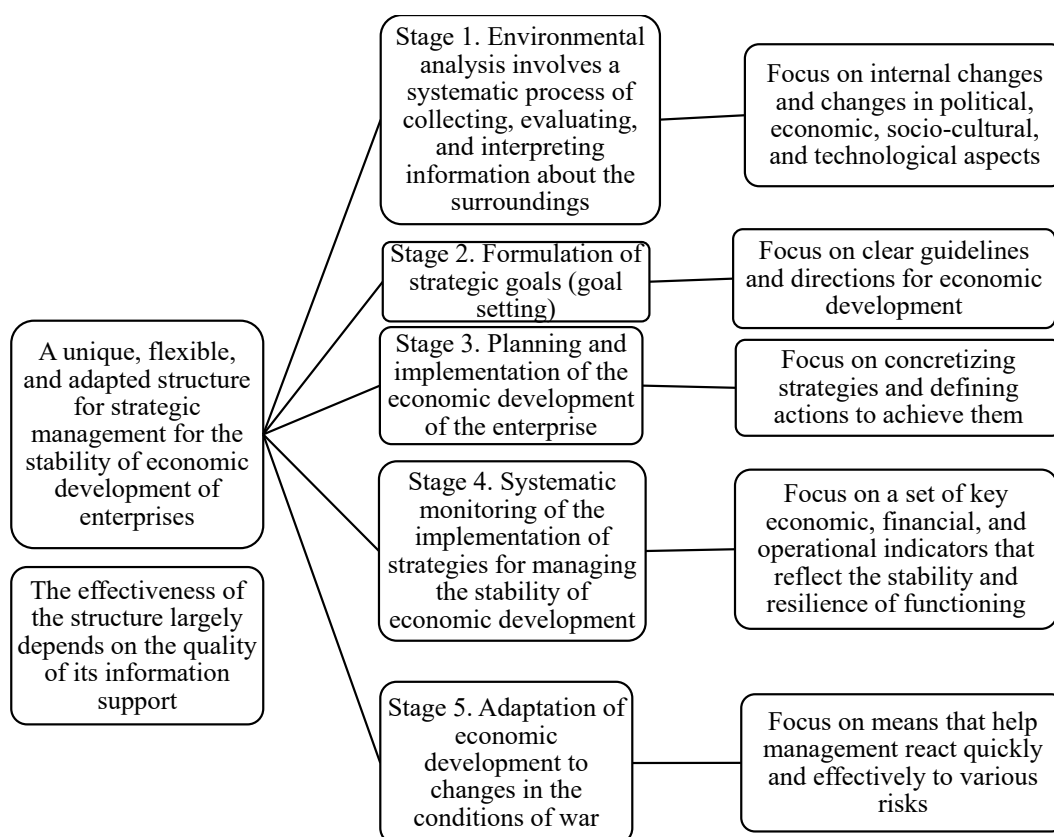 A unique, flexible,
and adapted structure
for strategic
management for the
stability of economic
development of
enterprises
The effectiveness of
the structure largely
depends on the quality
of its information
support
Stage 1. Environmental
analysis involves a
systematic process of
collecting, evaluating,
and interpreting
information about the
surroundings
Focus on internal changes
and changes in political,
economic, socio-cultural,
and technological aspects
Stage 2. Formulation of
strategic goals (goal
setting)
Focus on clear guidelines
and directions for economic
development
Stage 3. Planning and
implementation of the
economic development
of the enterprise
Focus on concretizing
strategies and defining
actions to achieve them
Stage 4. Systematic
monitoring of the
implementation of
strategies for managing
the stability of
economic development
Focus on a set of key
economic, financial, and
operational indicators that
reflect the stability and
resilience of functioning
Stage 5. Adaptation of
economic
development to
changes in the
conditions of war
Focus on means that help
management react quickly
and effectively to various
risks